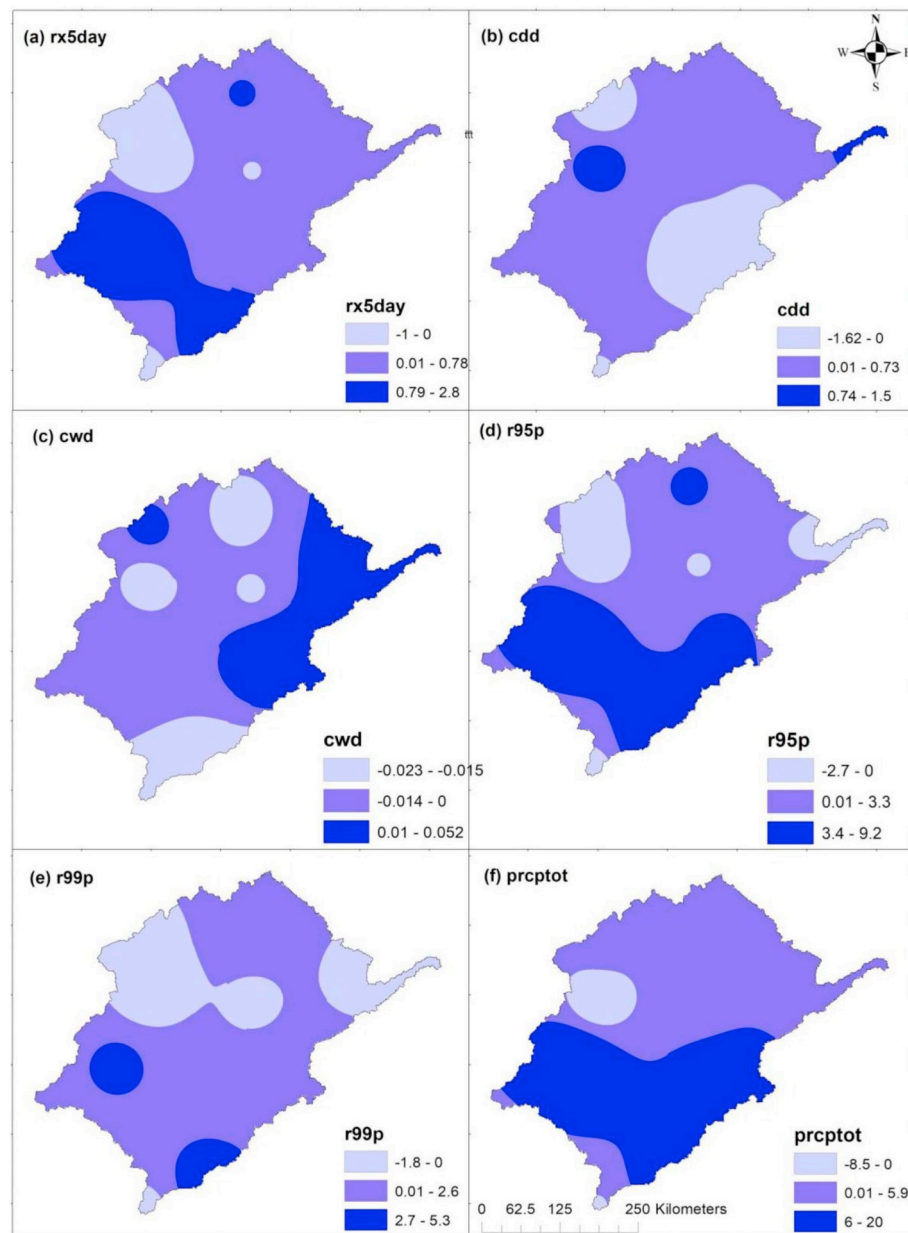 (a) rx5day
rx5day
-1 - 0
0.01 - 0.78
0.79 - 2.8
(b) cdd
N
W E
S
cdd
-1.62 - 0
0.01 - 0.73
0.74 - 1.5
(c) cwd
cwd
-0.023 - -0.015
-0.014 - 0
0.01 - 0.052
(d) r95p
r95p
-2.7 - 0
0.01 - 3.3
3.4 - 9.2
(e) r99p
r99p
-1.8 - 0
0.01 - 2.6
2.7 - 5.3
(f) prcptot
prcptot
-8.5 - 0
0.01 - 5.9
6 - 20
0 62.5 125 250 Kilometers